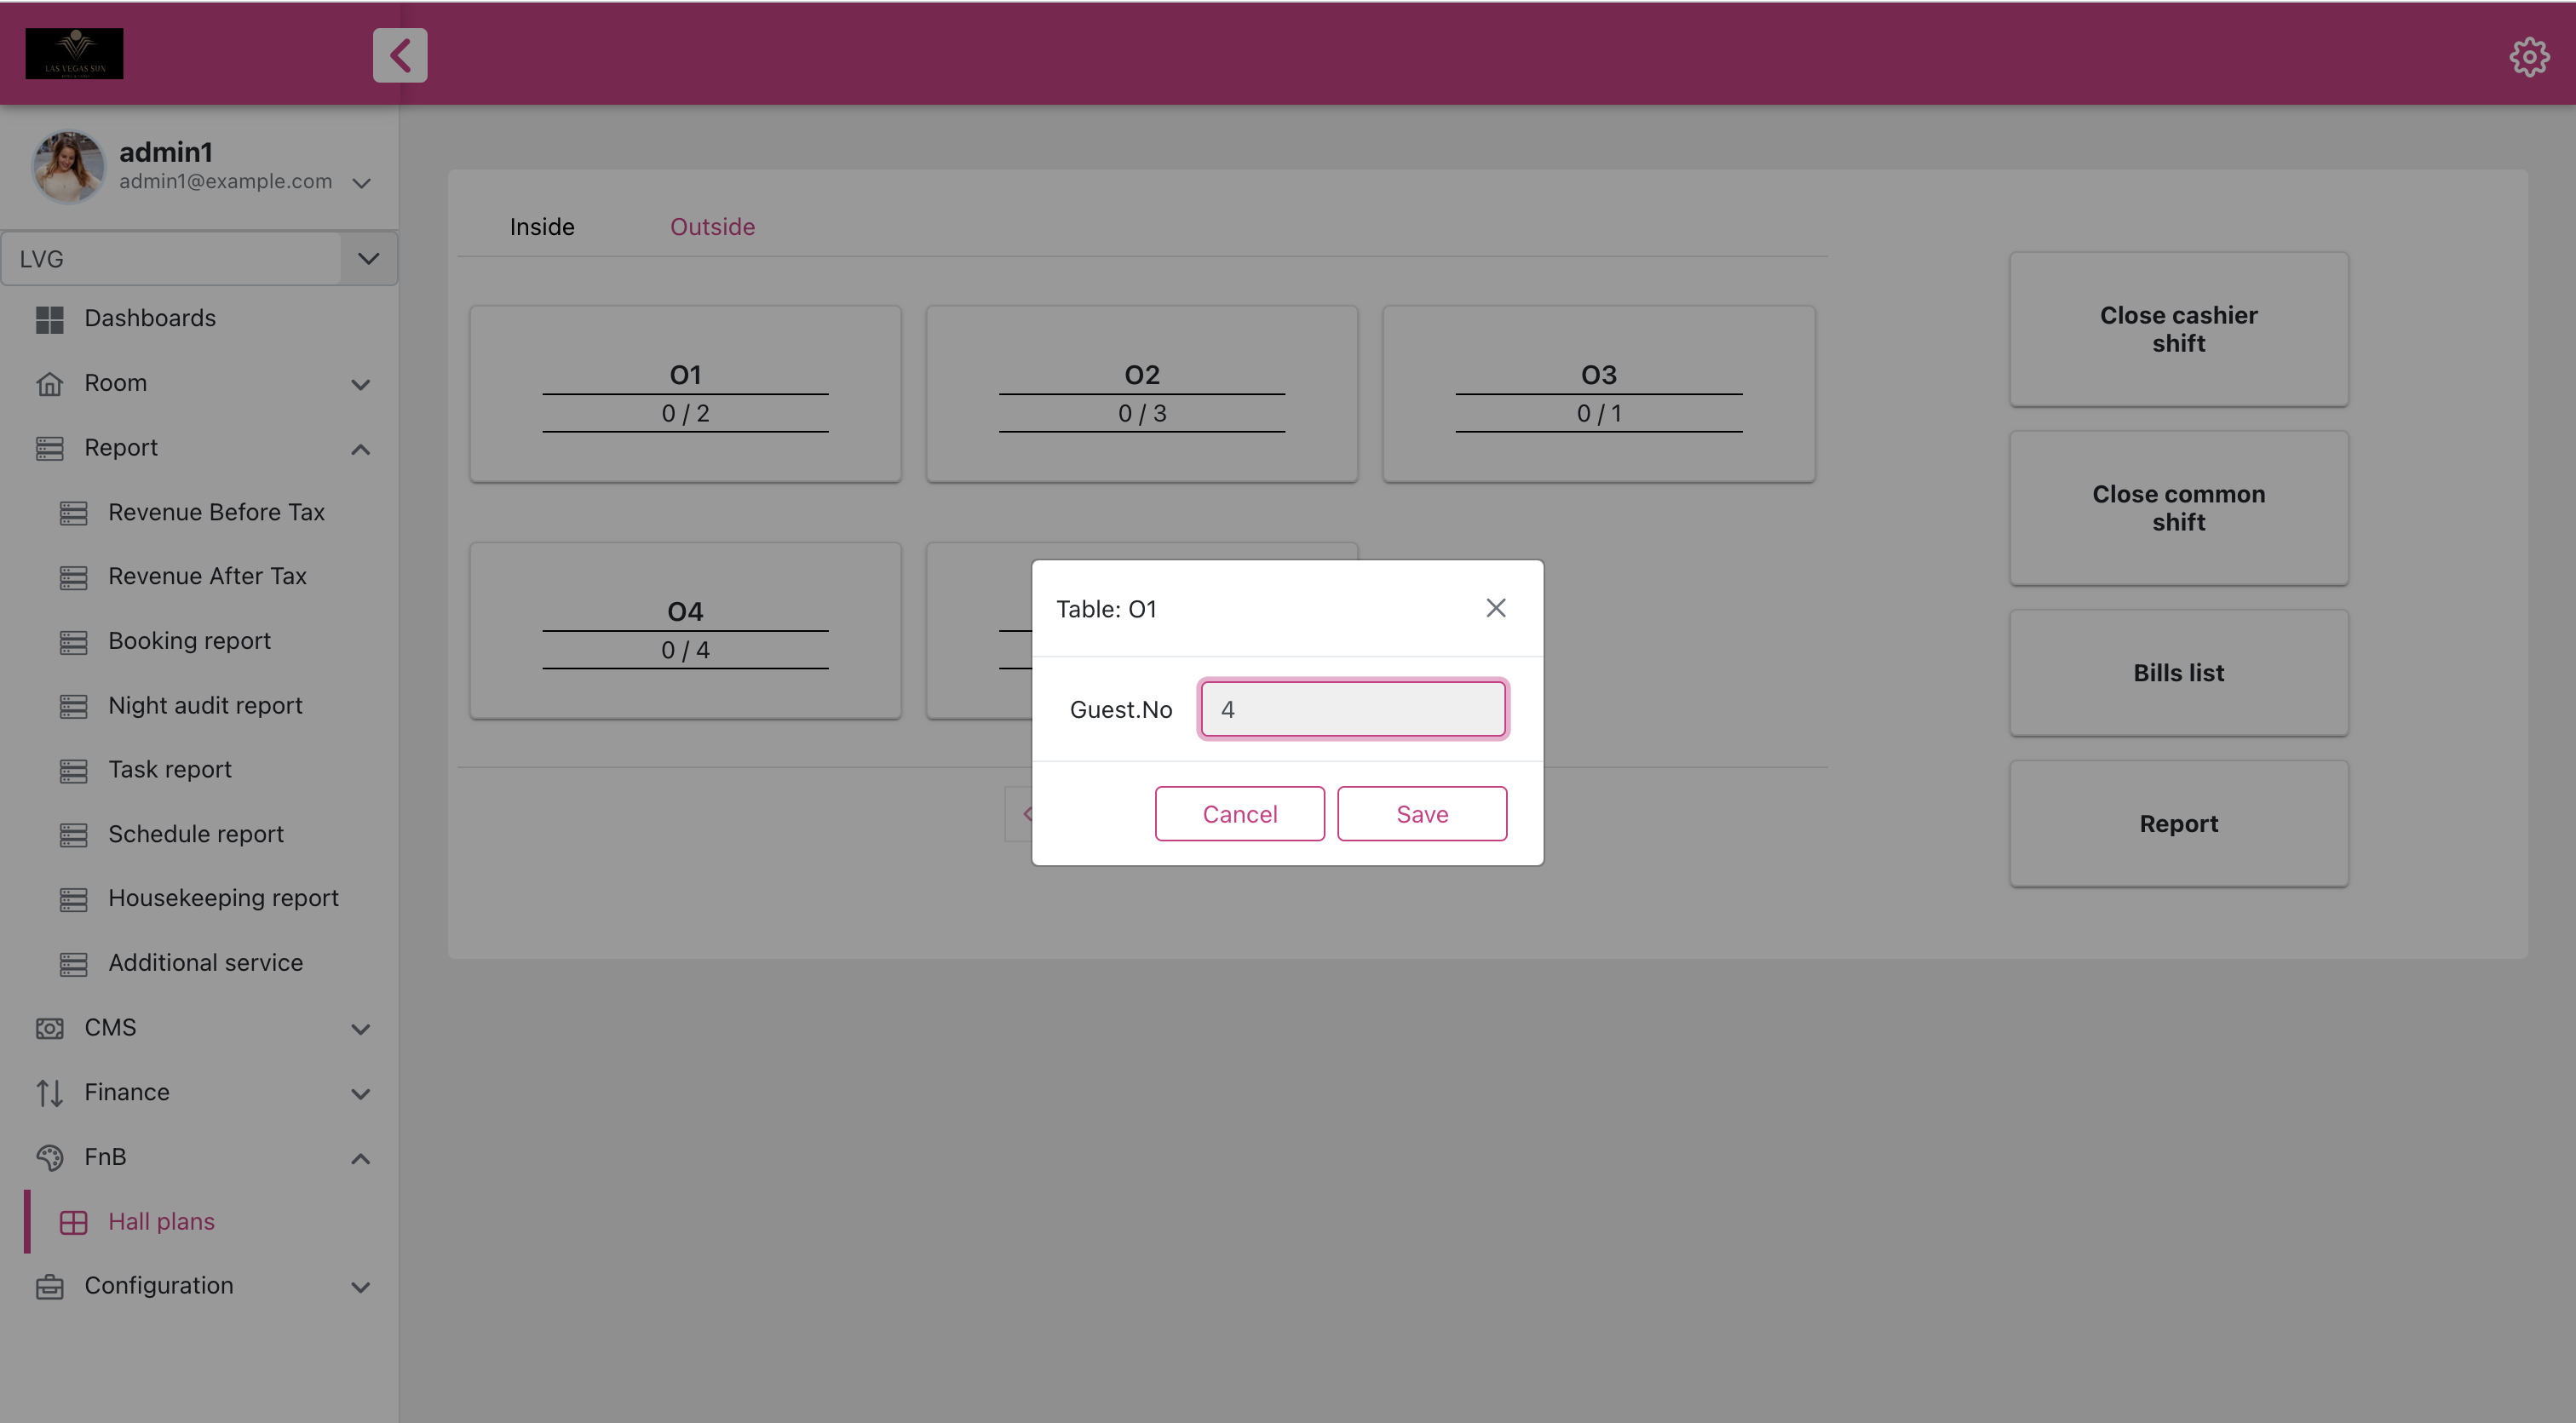 LAS VEGAS SUN
admin1
admin1@example.com
LVG
Dashboards
Room
Report
Revenue Before Tax
Revenue After Tax
Booking report
Night audit report
Task report
Schedule report
Housekeeping report
Additional service
CMS
Finance
FnB
Hall plans
Configuration
Inside
Outside
O1
0 / 2
O2
0 / 3
O3
0 / 1
O4
0 / 4
Table: O1
Guest.No
4
Cancel
Save
Close cashier
shift
Close common
shift
Bills list
Report